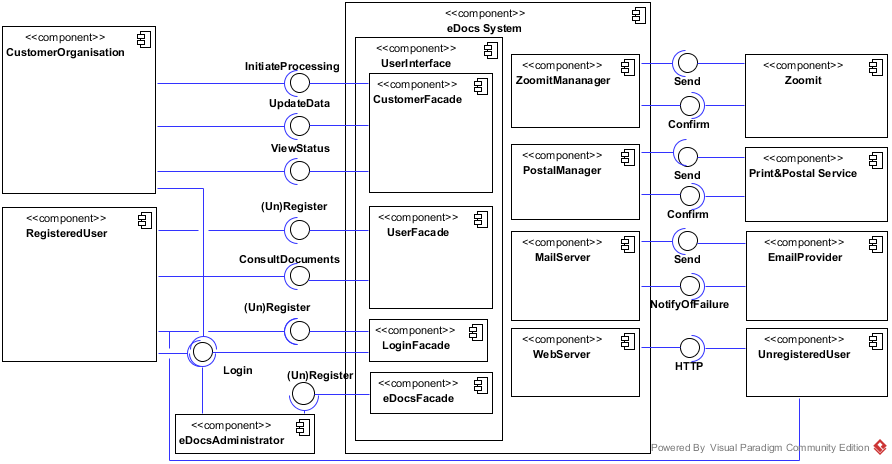 <<component>>
eDocs System
<<component>>
CustomerOrganisation
<<component>>
UserInterface
<<component>>
CustomerFacade
InitiateProcessing
UpdateData
ViewStatus
<<component>>
ZoomitMananager
Send
Confirm
<<component>>
Zoomit
<<component>>
PostalManager
Send
Confirm
<<component>>
Print&Postal Service
<<component>>
RegisteredUser
(Un)Register
ConsultDocuments
(Un)Register
<<component>>
UserFacade
<<component>>
MailServer
Send
NotifyOfFailure
<<component>>
EmailProvider
<<component>>
LoginFacade
Login
<<component>>
WebServer
HTTP
<<component>>
UnregisteredUser
(Un)Register
<<component>>
eDocsFacade
<<component>>
eDocsAdministrator
Powered By Visual Paradigm Community Edition